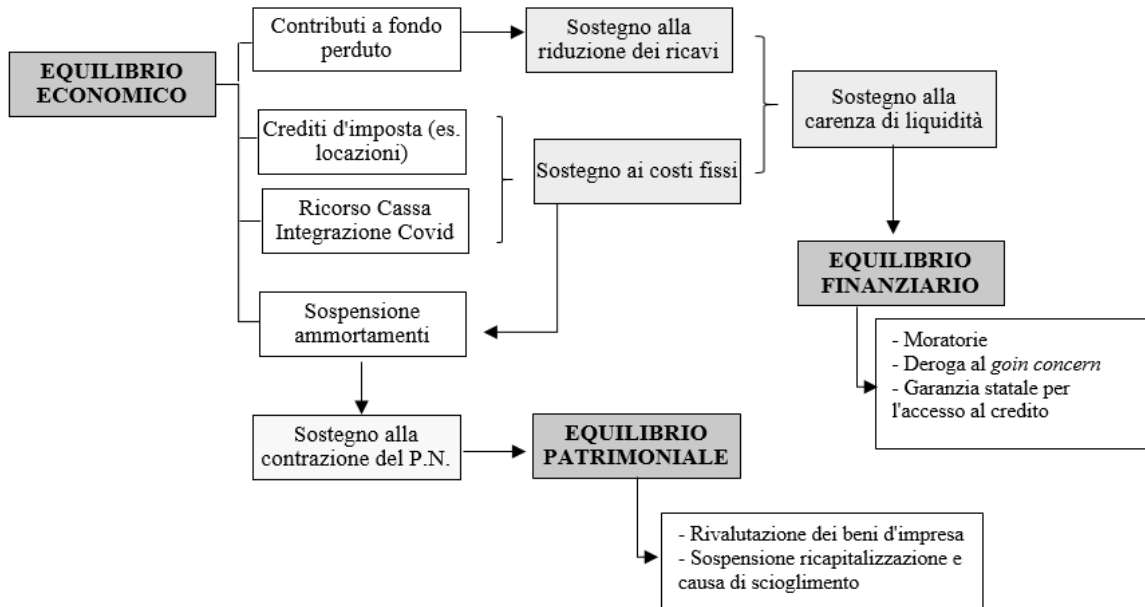 Contributi a fondo
perduto
Sostegno alla
riduzione dei ricavi
EQUILIBRIO
ECONOMICO
Sostegno alla
carenza di liquidità
Crediti d'imposta (es.
locazioni)
Sostegno ai costi fissi
Ricorso Cassa
Integrazione Covid
EQUILIBRIO
FINANZIARIO
Sospensione
ammortamenti
- Moratorie
- Deroga al goin concern
- Garanzia statale per
l'accesso al credito
Sostegno alla
contrazione del P.N.
EQUILIBRIO
PATRIMONIALE
- Rivalutazione dei beni d'impresa
- Sospensione ricapitalizzazione e
causa di scioglimento